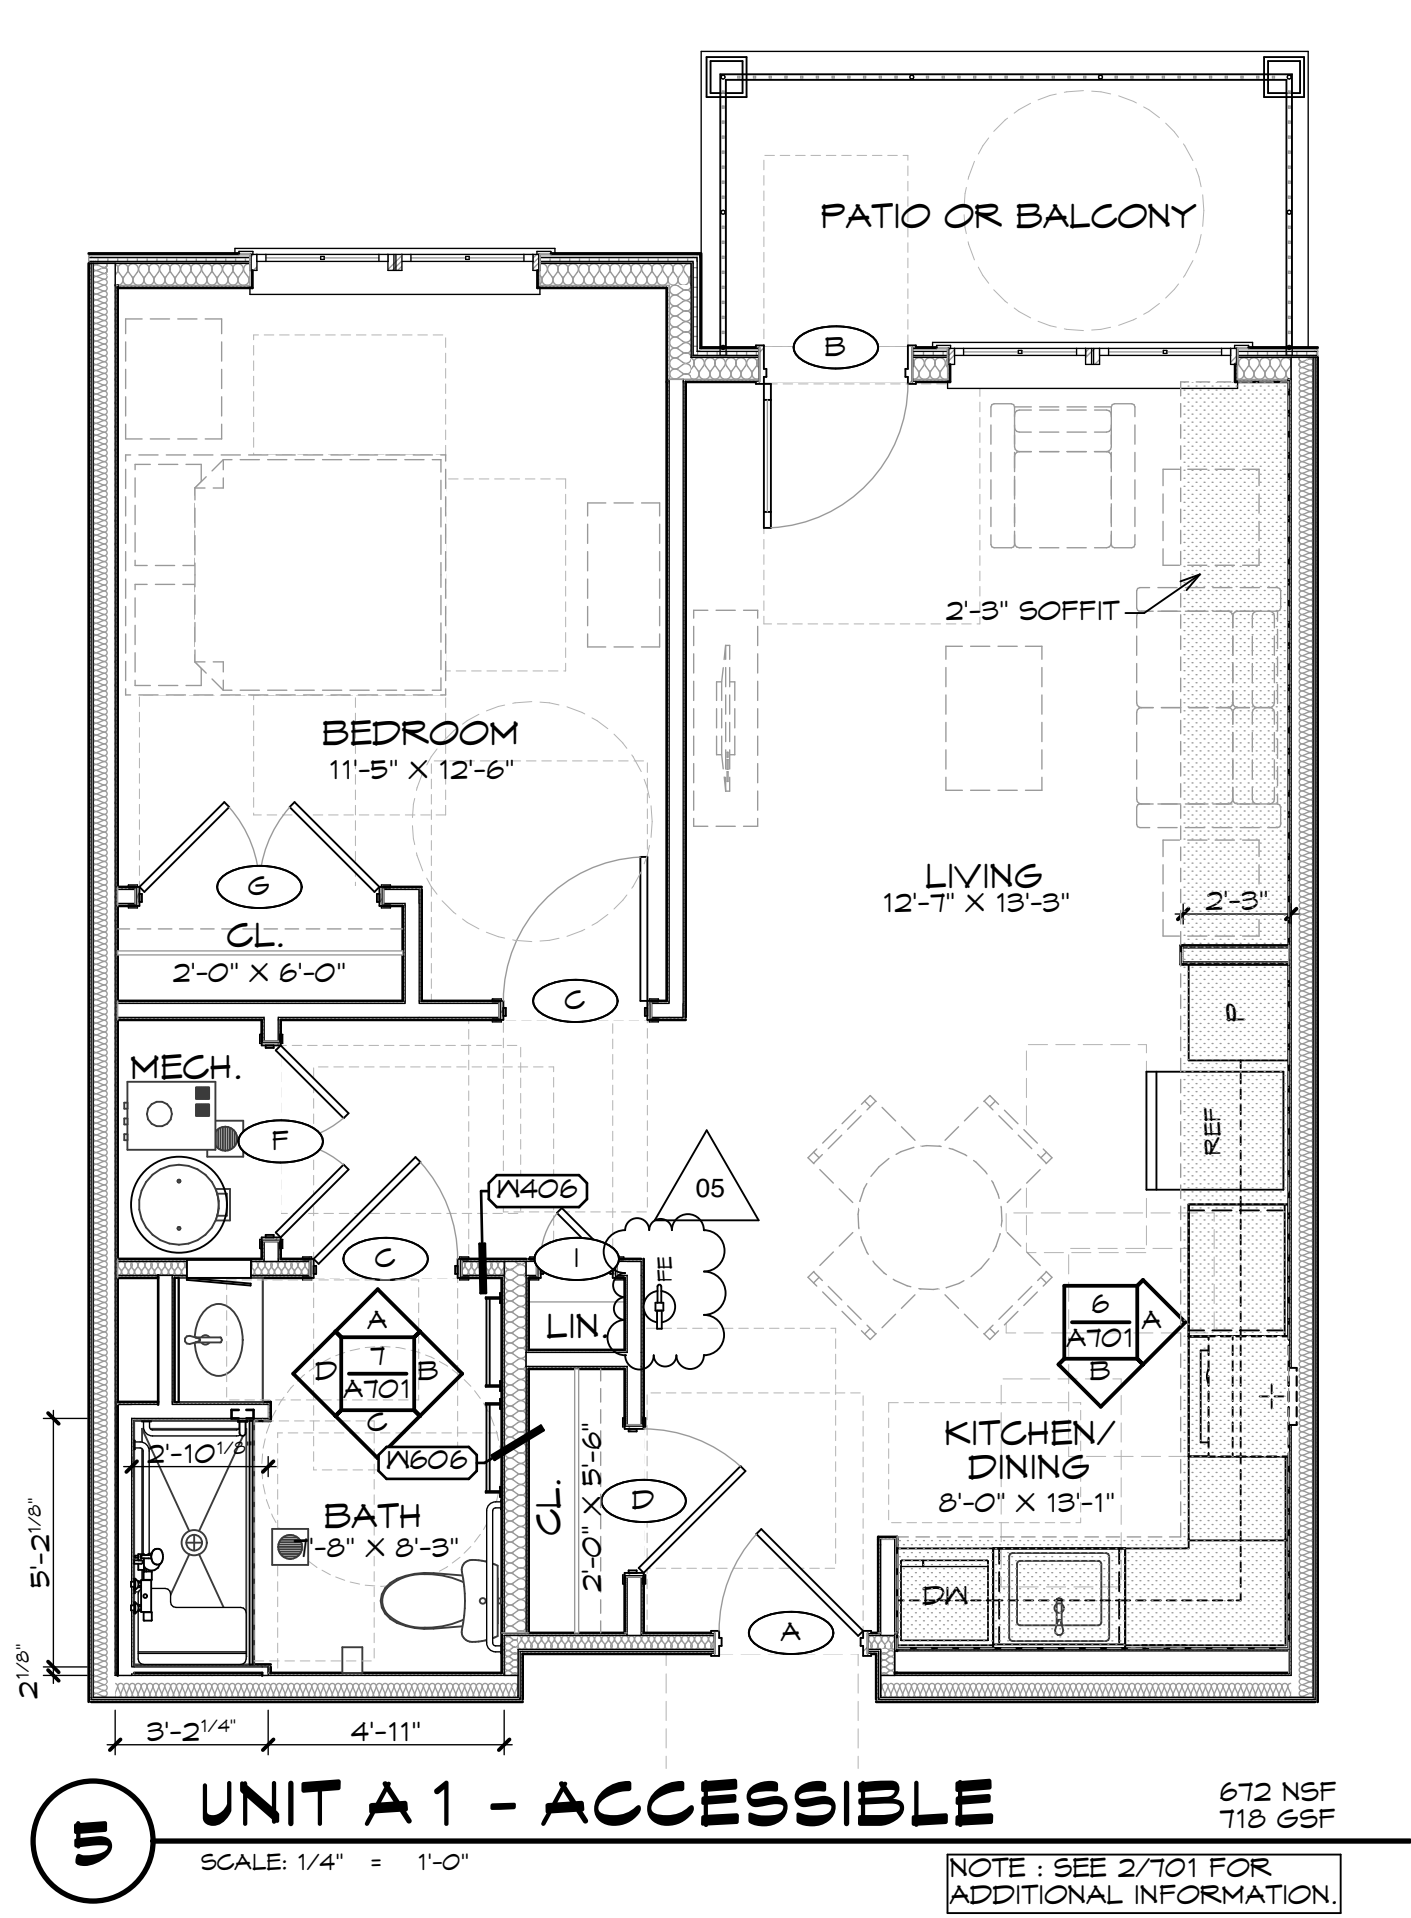 PATIO OR BALCONY
B
2'-3" SOFFIT
BEDROOM
11'-5" X 12'-6"
G
CL.
2'-0" X 6'-0"
LIVING
12'-7" X 13'-3"
2'-3"
C
P
MECH.
F
REF
W406
05
C
I
FE
LIN.
A
D
7
A701
B
C
6
A701
A
B
W606
2'-10 1/8"
5'-2 1/8"
2 1/8"
BATH
'-8" X 8'-3"
CL.
2'-0" X 5'-6"
D
KITCHEN/
DINING
8'-0" X 13'-1"
DW
A
3'-2 1/4"
4'-11"
5
UNIT A1 - ACCESSIBLE
SCALE: 1/4" = 1'-0"
672 NSF
718 GSF
NOTE : SEE 2/701 FOR
ADDITIONAL INFORMATION.